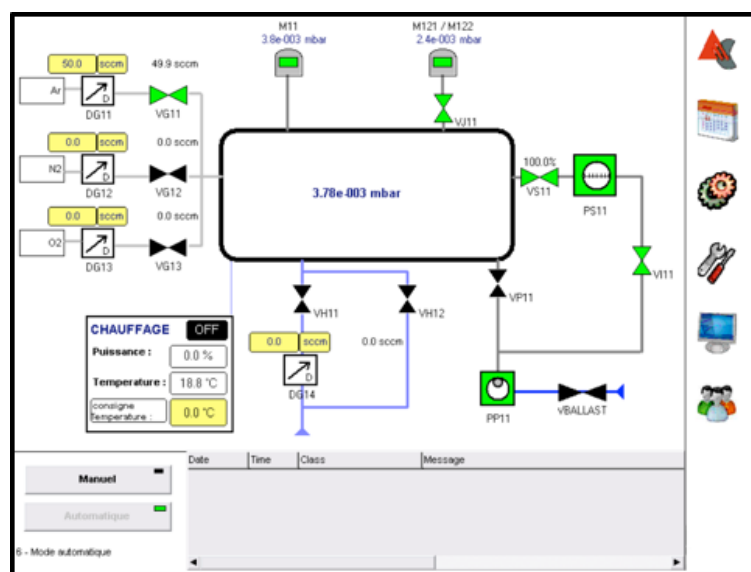 M11
3.8e-003 mbar
M121 / M122
2.4e-003 mbar
50.0 sccm
49.9 sccm
Ar
D
DG11
VG11
VJ11
0.0 sccm
0.0 sccm
N2
D
DG12
VG12
3.78e-003 mbar
100.0%
VS11
PS11
0.0 sccm
0.0 sccm
O2
D
DG13
VG13
VI11
VH11
VH12
VP11
CHAUFFAGE OFF
Puissance : 0.0 %
Temperature : 18.8 °C
consigne
Temperature : 0.0 °C
0.0 sccm
0.0 sccm
D
DG14
PP11
vBALLAST
Manuel
Automatique
6 - Mode automatique
Date Time Class Message